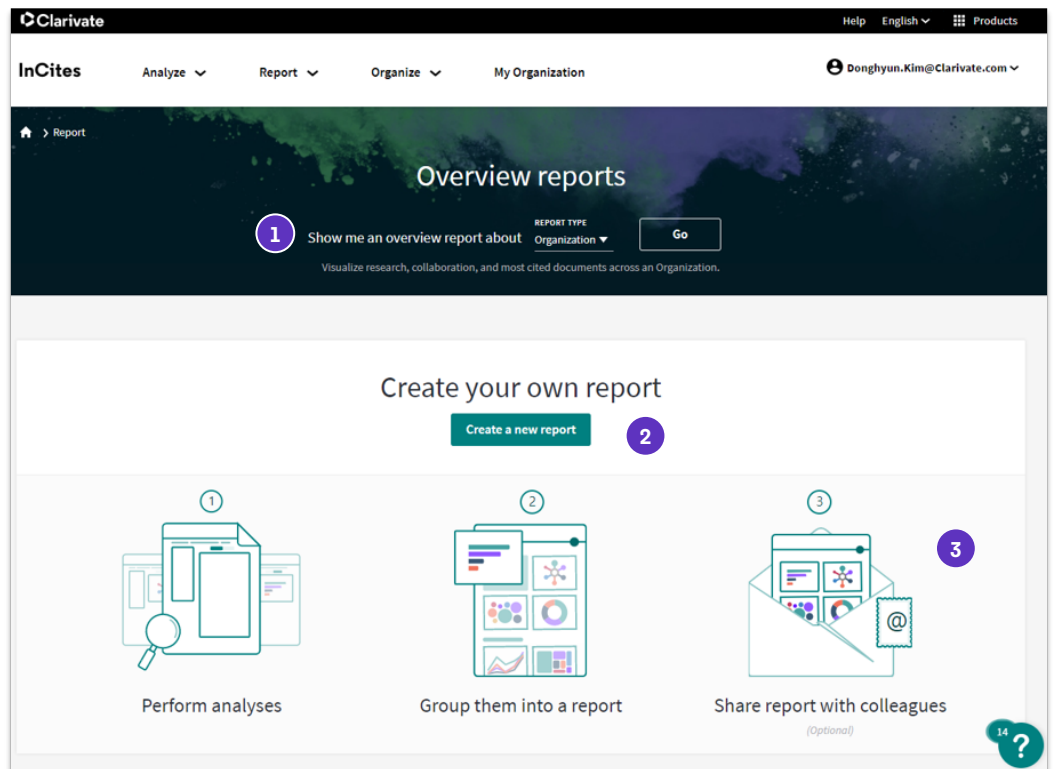 Clarivate
Help English Products
InCites
Analyze Report Organize My Organization
Donghyun.Kim@Clarivate.com
Report
Overview reports
1
Show me an overview report about
REPORT TYPE
Organization
Go
Visualize research, collaboration, and most cited documents across an Organization.
Create your own report
Create a new report
2
1
2
3
3
@
Perform analyses
Group them into a report
Share report with colleagues
(Optional)
14
?